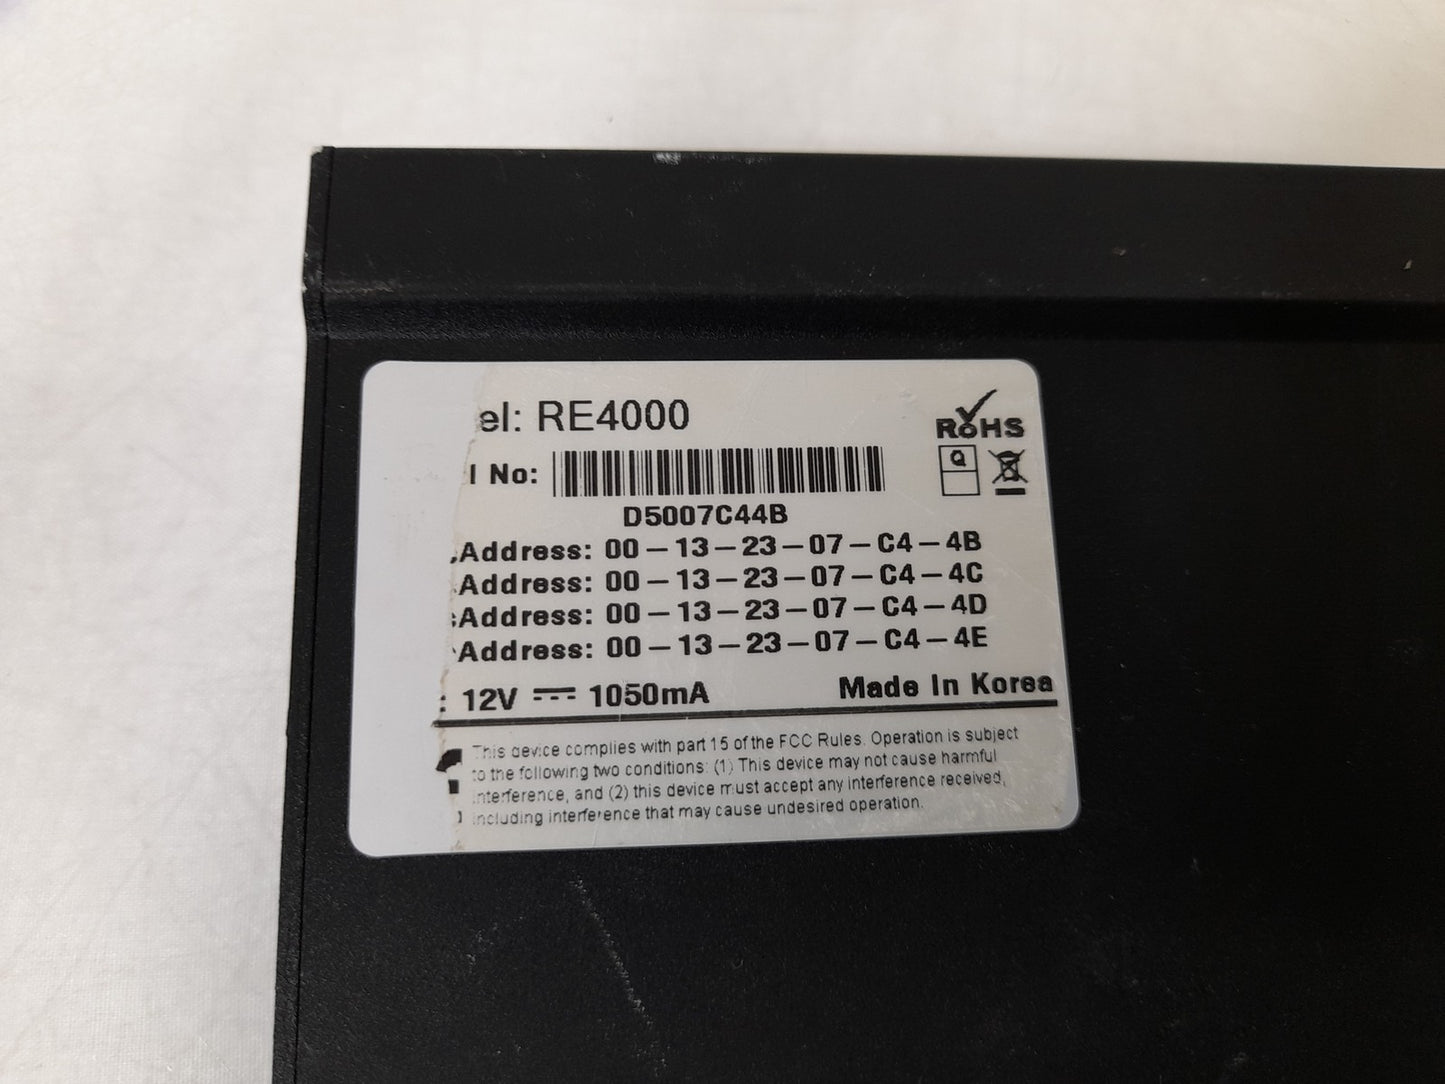 el: RE4000
RoHS
l No:
Q
D5007C44B
Address: 00-13-23-07-C4-4B
Address: 00-13-23-07-C4-4C
Address: 00-13-23-07-C4-4D
Address: 00-13-23-07-C4-4E
: 12V ⎓ 1050mA Made In Korea
This device complies with part 15 of the FCC Rules. Operation is subject
to the following two conditions: (1) This device may not cause harmful
interference, and (2) this device must accept any interference received,
including interference that may cause undesired operation.